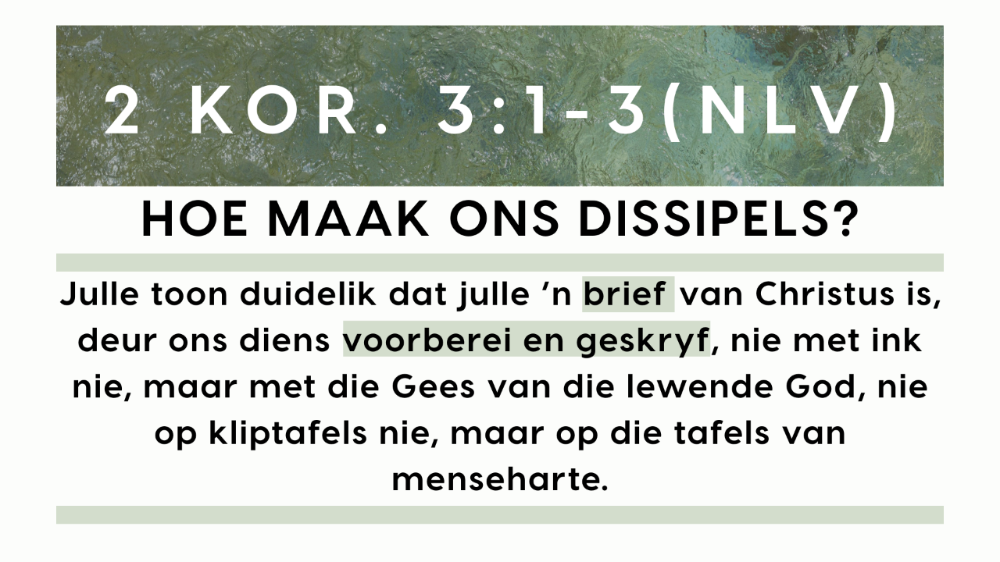 2 KOR. 3:1-3(NLV)
HOE MAAK ONS DISSIPELS?
Julle toon duidelik dat julle ’n brief van Christus is,
deur ons diens voorberei en geskryf, nie met ink
nie, maar met die Gees van die lewende God, nie
op kliptafels nie, maar op die tafels van
menseharte.